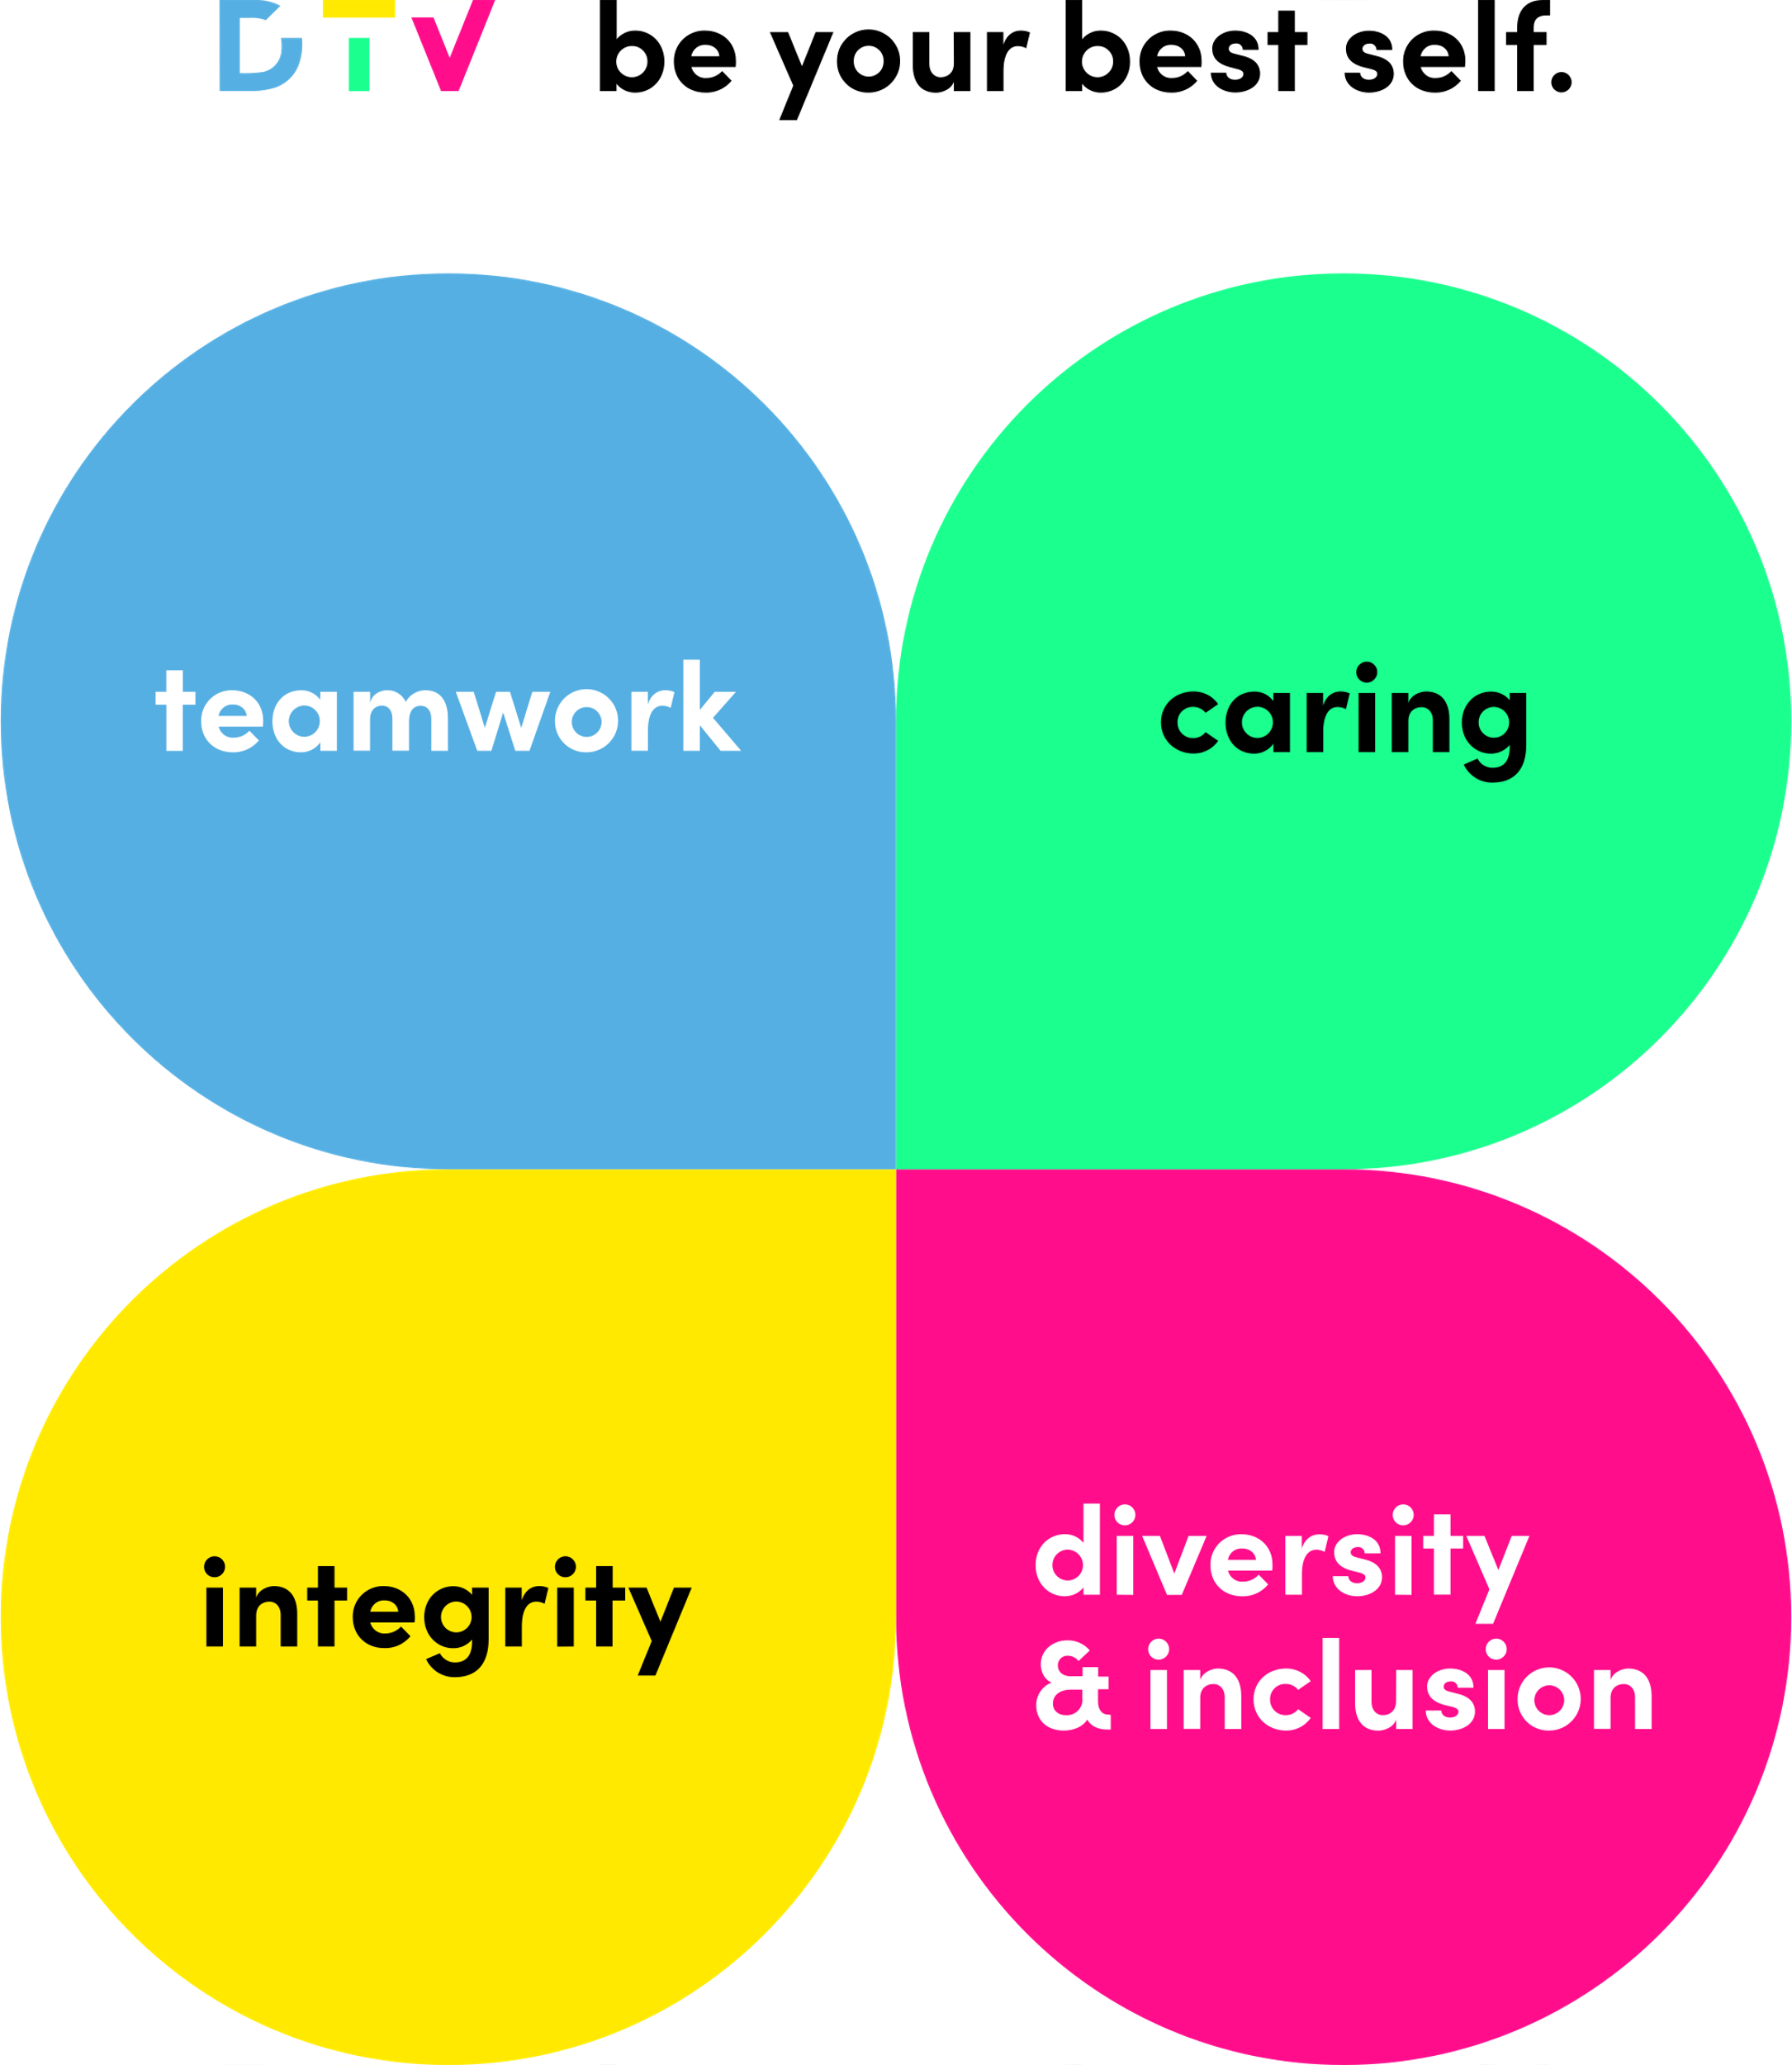 DTV be your best self.
teamwork
caring
integrity
diversity
& inclusion